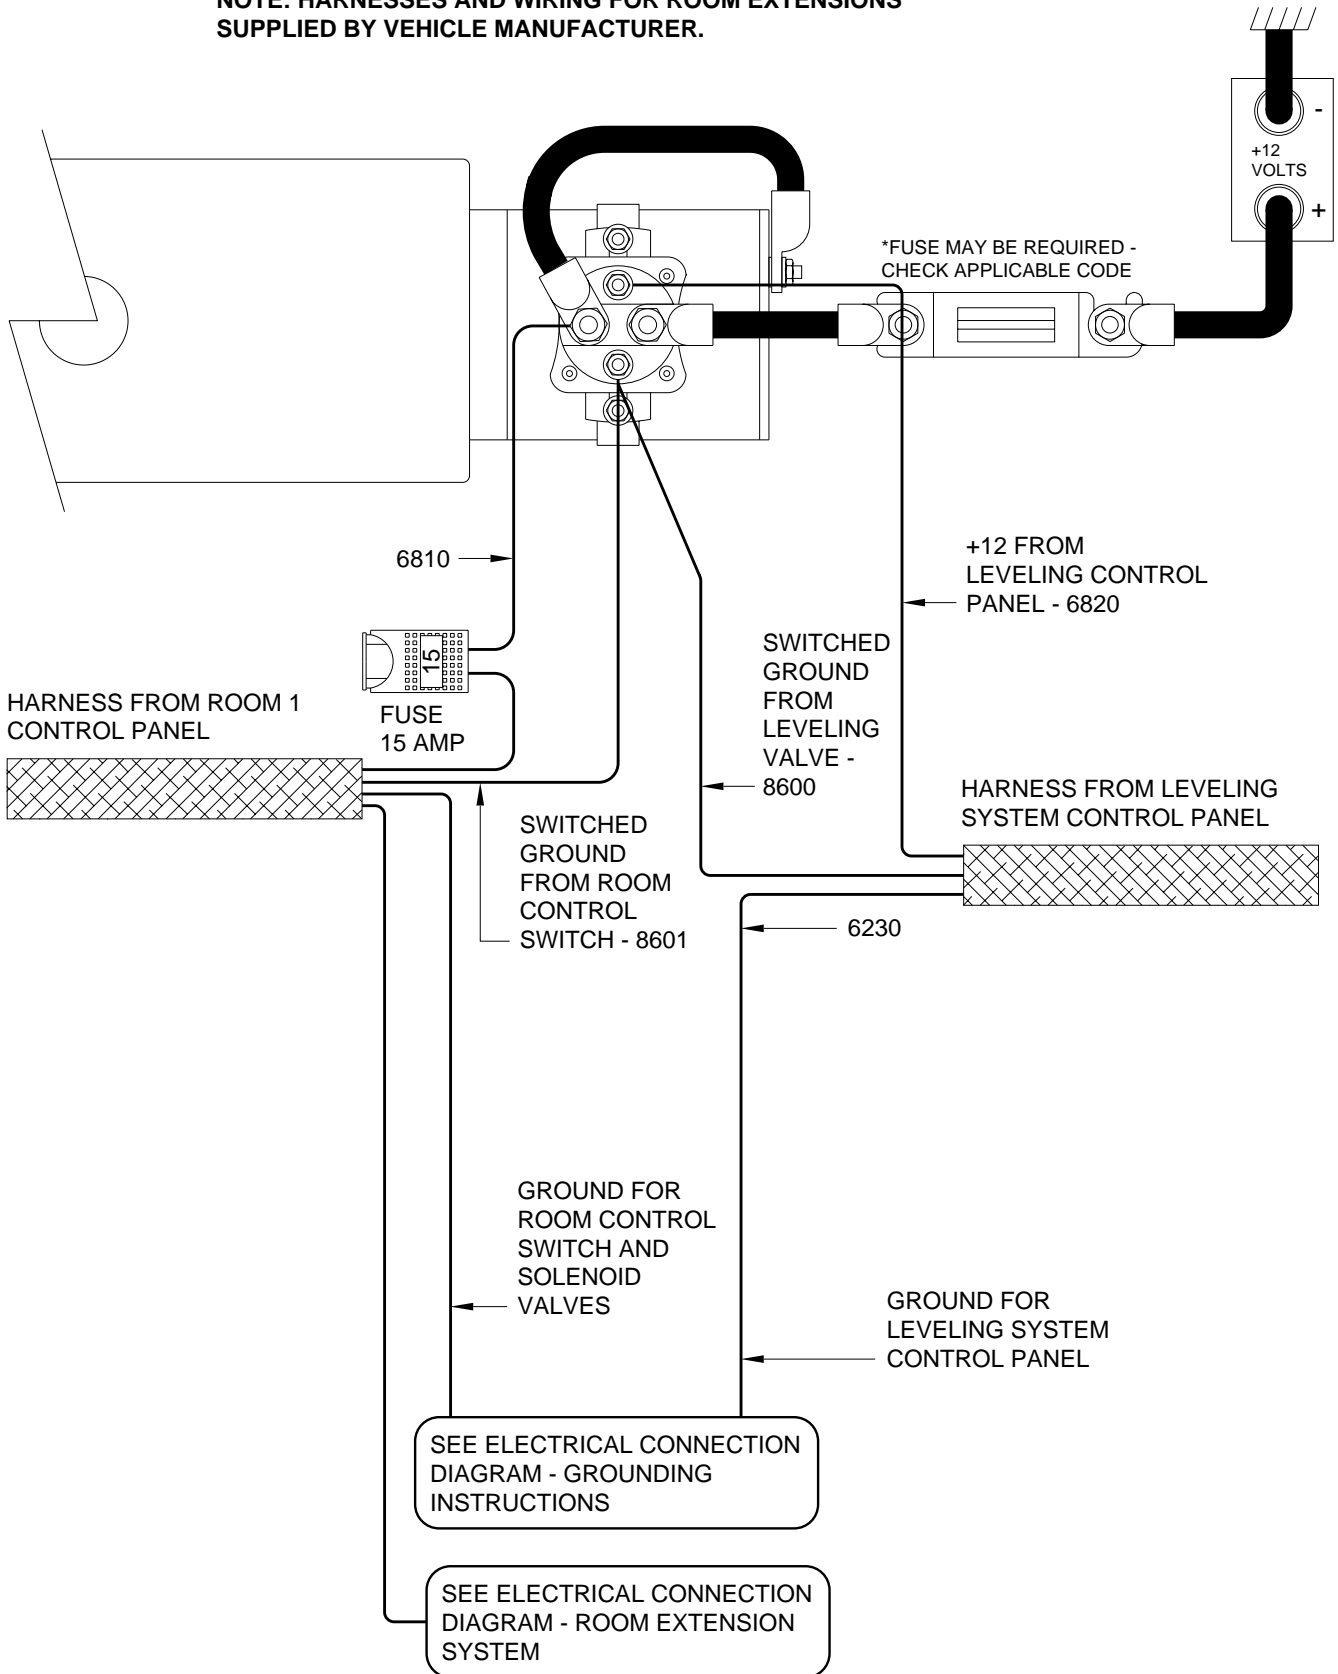 NOTE: HARNESSES AND WIRING FOR ROOM EXTENSIONS
SUPPLIED BY VEHICLE MANUFACTURER.
-
+12
VOLTS
+
*FUSE MAY BE REQUIRED -
CHECK APPLICABLE CODE
6810
+12 FROM
LEVELING CONTROL
PANEL - 6820
15
FUSE
15 AMP
SWITCHED
GROUND
FROM
LEVELING
VALVE -
8600
HARNESS FROM ROOM 1
CONTROL PANEL
HARNESS FROM LEVELING
SYSTEM CONTROL PANEL
SWITCHED
GROUND
FROM ROOM
CONTROL
SWITCH - 8601
6230
GROUND FOR
ROOM CONTROL
SWITCH AND
SOLENOID
VALVES
GROUND FOR
LEVELING SYSTEM
CONTROL PANEL
SEE ELECTRICAL CONNECTION
DIAGRAM - GROUNDING
INSTRUCTIONS
SEE ELECTRICAL CONNECTION
DIAGRAM - ROOM EXTENSION
SYSTEM